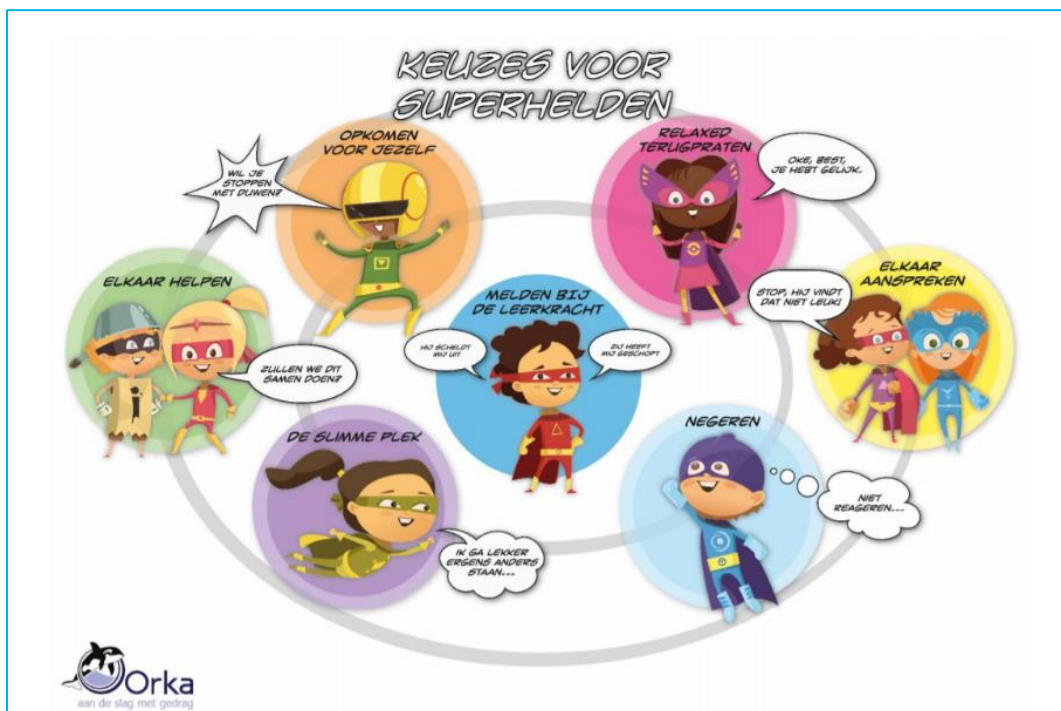 KEUZES VOOR
SUPERHELDEN
OPKOMEN
VOOR JEZELF
WIL JE
STOPPEN
MET DUWEN?
RELAXED
TERUGPRATEN
OKE, BEST,
JE HEBT GELIJK.
ELKAAR HELPEN
ZULLEN WE DIT
SAMEN DOEN?
MELDEN BIJ
DE LEERKRACHT
HIJ SCHELDT
MIJ UIT
ZIJ HEEFT
MIJ GESCHOPT
ELKAAR
AANSPREKEN
STOP, HIJ VINDT
DAT NIET LEUK!
DE SLIMME PLEK
IK GA LEKKER
ERGENS ANDERS
STAAN...
NEGEREN
NIET
REAGEREN...
Orka
aan de slag met gedrag